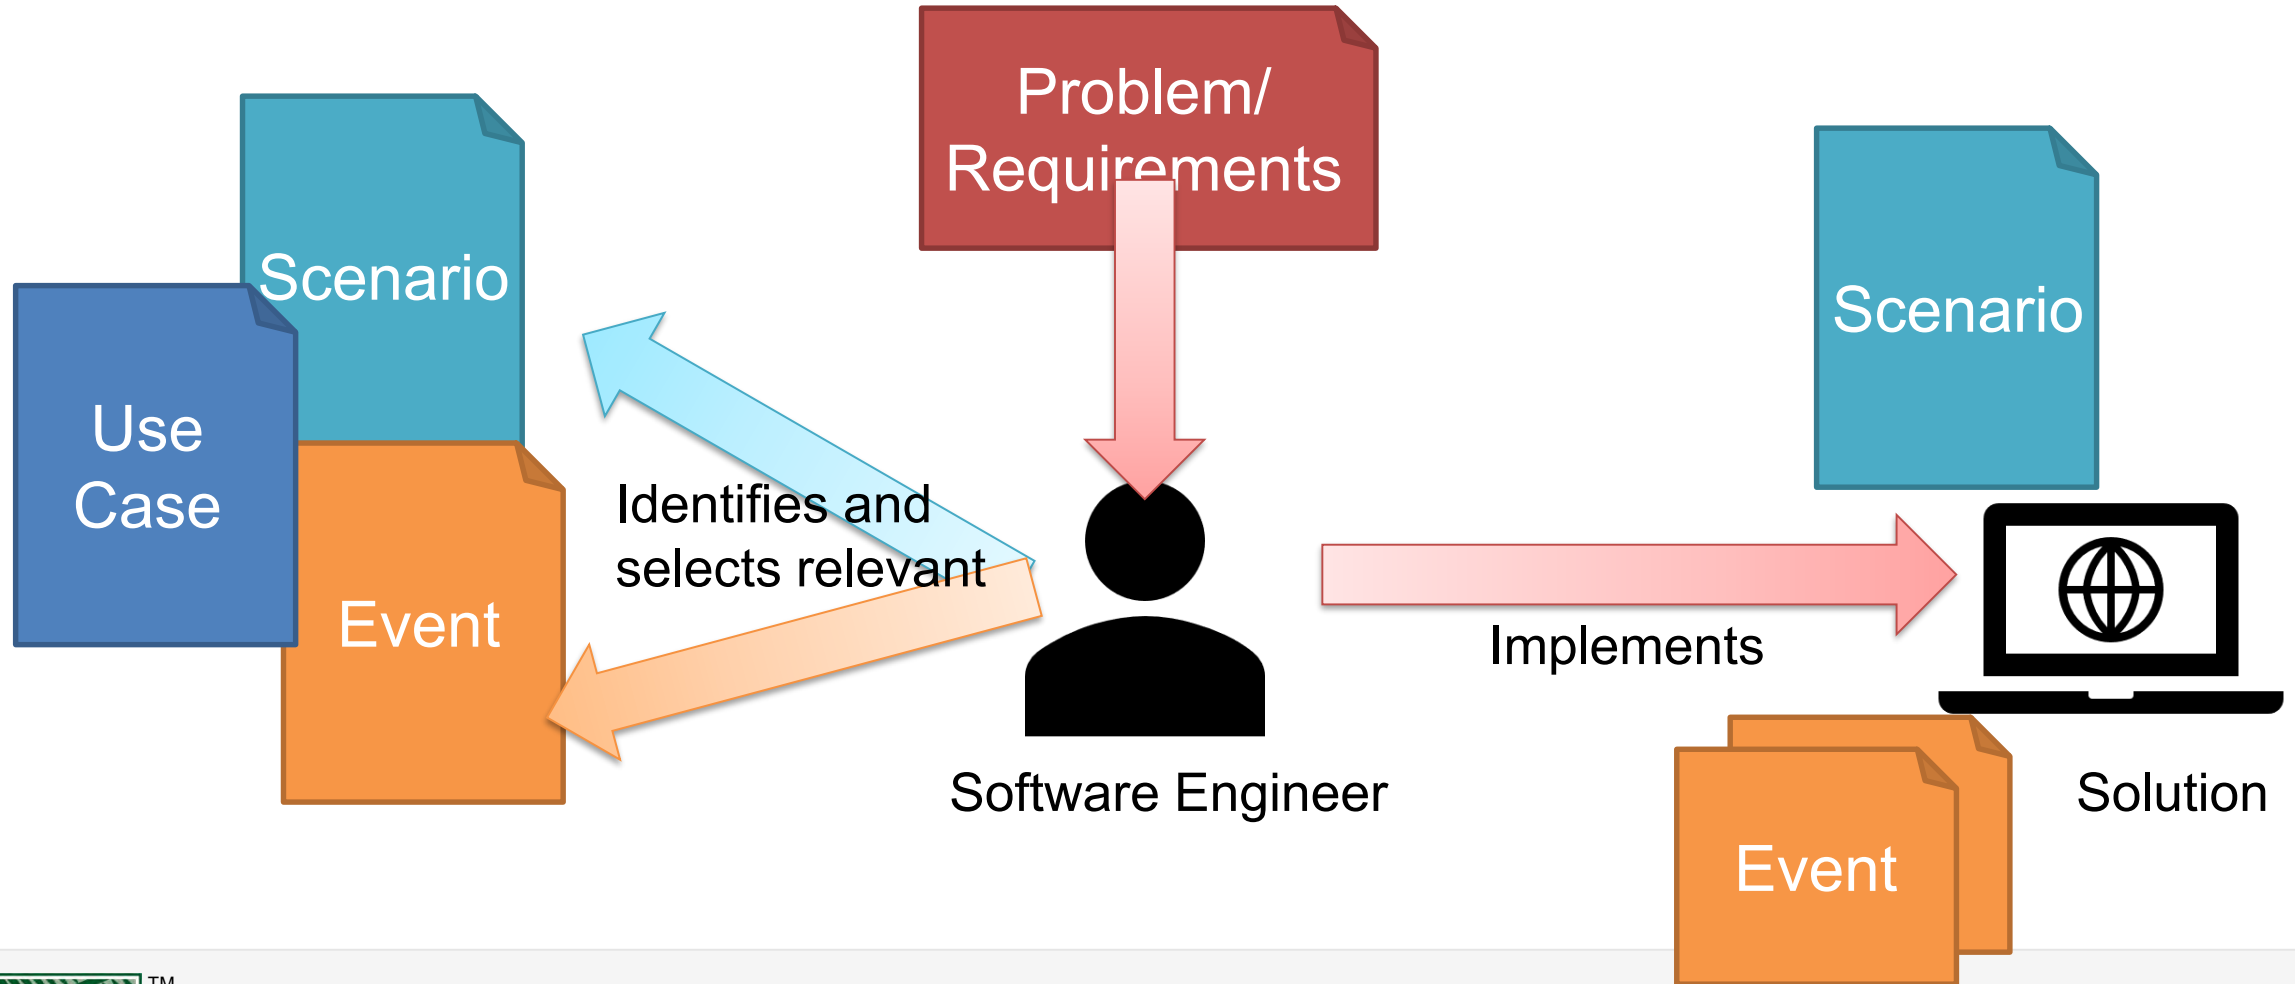 Problem/
Requirements
Scenario
Use
Case
Event
Identifies and
selects relevant
Software Engineer
Implements
Scenario
Solution
Event
TM